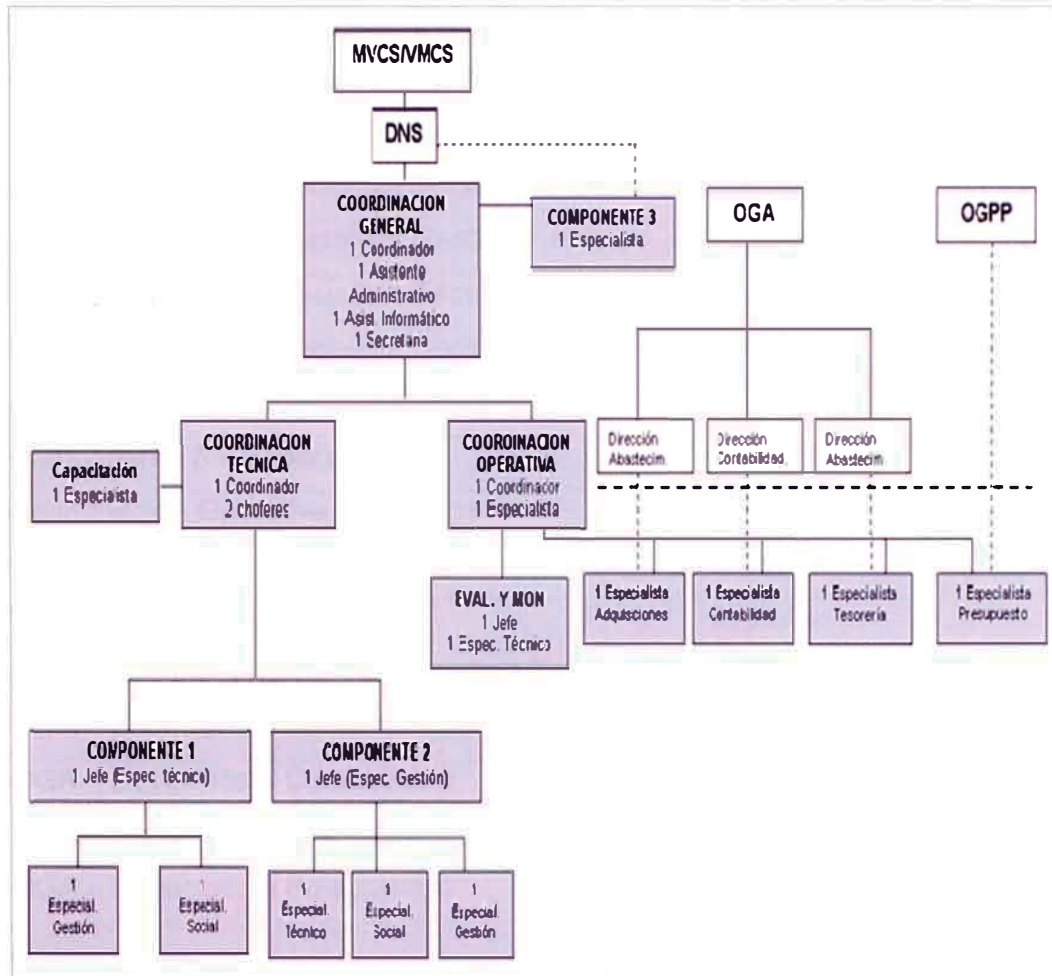 MVCS/VMCS
DNS
COORDINACION
GENERAL
1 Coordinador
1 Asistente
Administrativo
1 Asist. Informático
1 Secretaria
COMPONENTE 3
1 Especialista
OGA
OGPP
Capacitación
1 Especialista
COORDINACION
TECNICA
1 Coordinador
2 choferes
COORDINACION
OPERATIVA
1 Coordinador
1 Especialista
Dirección
Abastecim.
Dirección
Contabilidad.
Dirección
Abastecim.
EVAL. Y MON
1 Jefe
1 Espec. Técnico
1 Especialista
Adquisciones
1 Especialista
Contabilidad
1 Especialista
Tesorería
1 Especialista
Presupuesto
COMPONENTE 1
1 Jefe (Espec. técnico)
COMPONENTE 2
1 Jefe (Espec. Gestión)
1
Especial.
Gestión
1
Especial.
Social
1
Especial.
Técnico
1
Especial.
Social
1
Especial.
Gestión